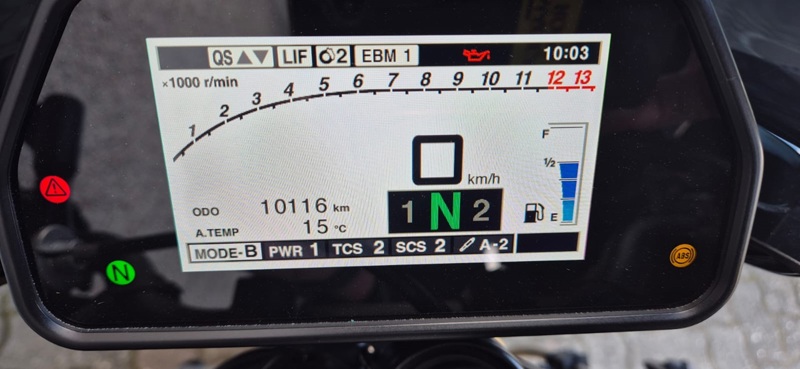 QS LIF 2 EBM 1 10:03
×1000 r/min 1 2 3 4 5 6 7 8 9 10 11 12 13
F
1/2
0 km/h
ODO 10116 km
1 N 2
E
A.TEMP 15 °C
MODE-B PWR 1 TCS 2 SCS 2 A-2
N
ABS